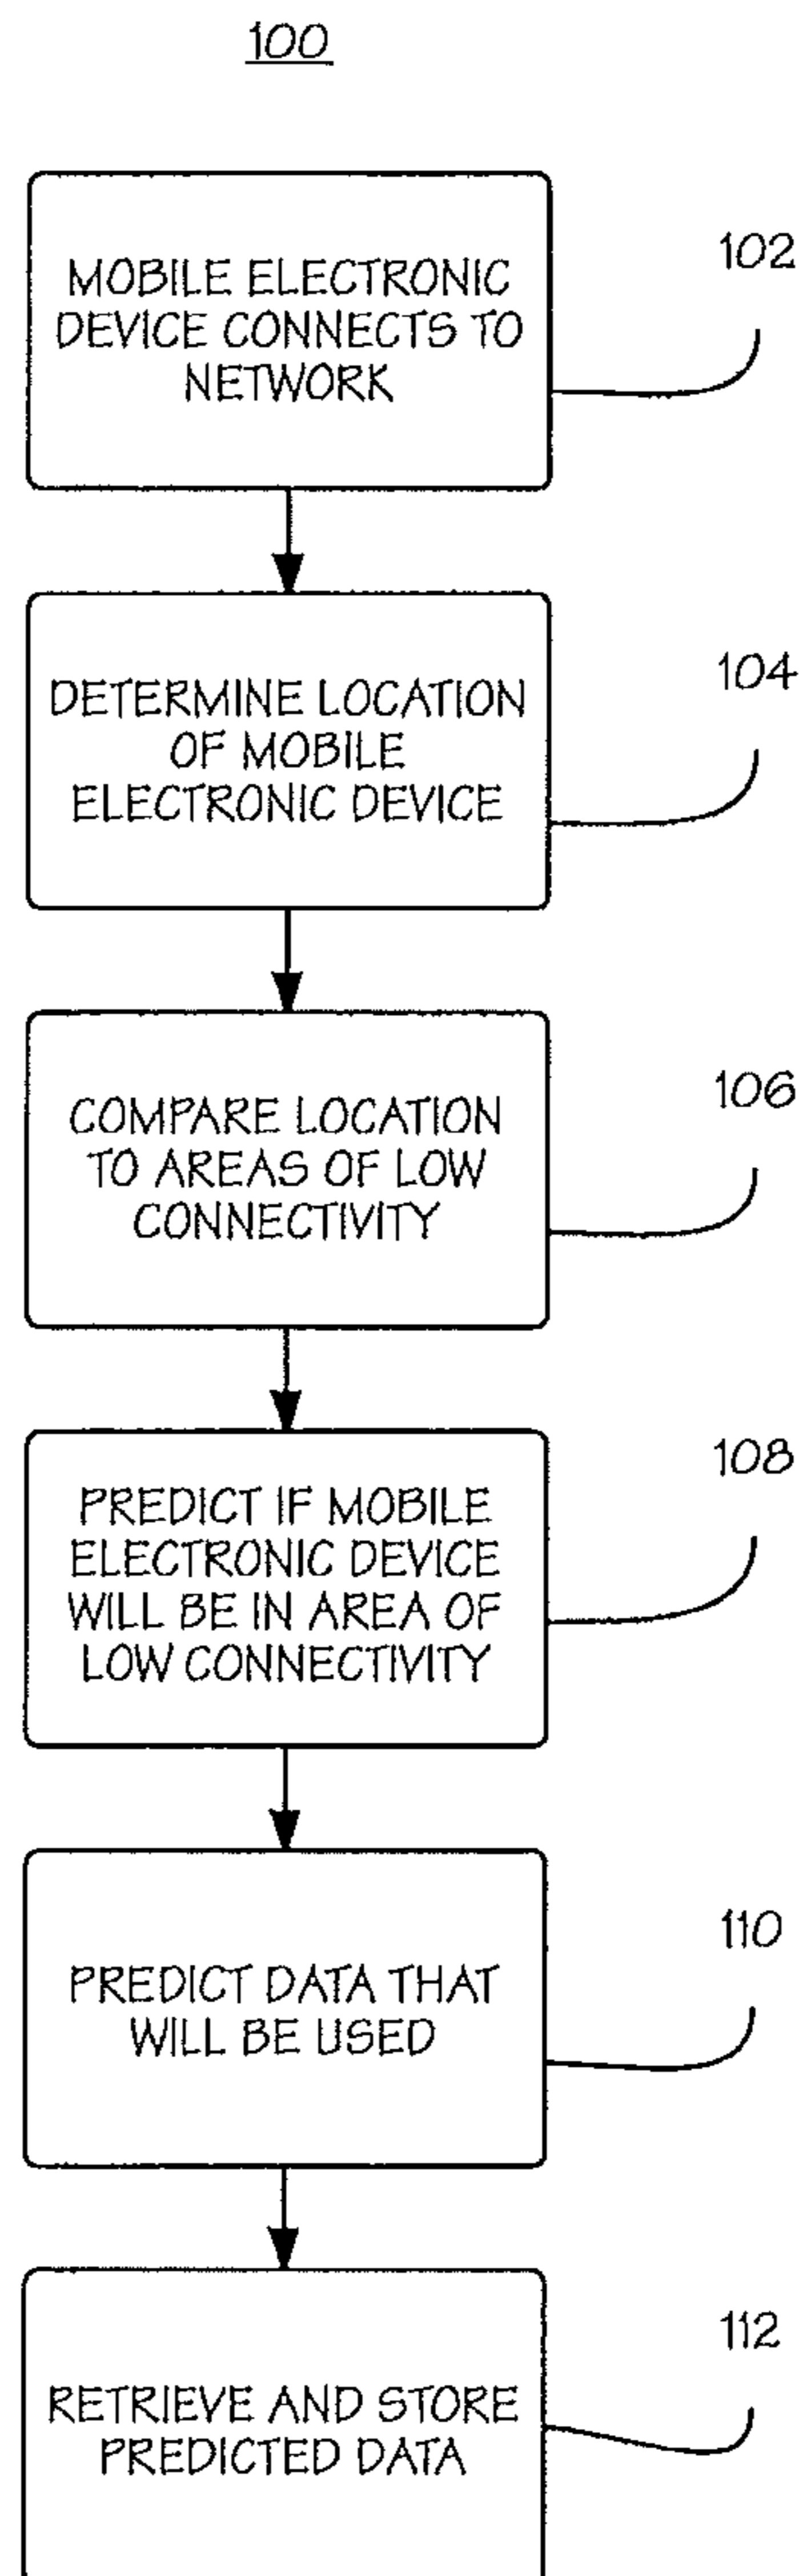 100
MOBILE ELECTRONIC
DEVICE CONNECTS TO
NETWORK
102
DETERMINE LOCATION
OF MOBILE
ELECTRONIC DEVICE
104
COMPARE LOCATION
TO AREAS OF LOW
CONNECTIVITY
106
PREDICT IF MOBILE
ELECTRONIC DEVICE
WILL BE IN AREA OF
LOW CONNECTIVITY
108
PREDICT DATA THAT
WILL BE USED
110
RETRIEVE AND STORE
PREDICTED DATA
112